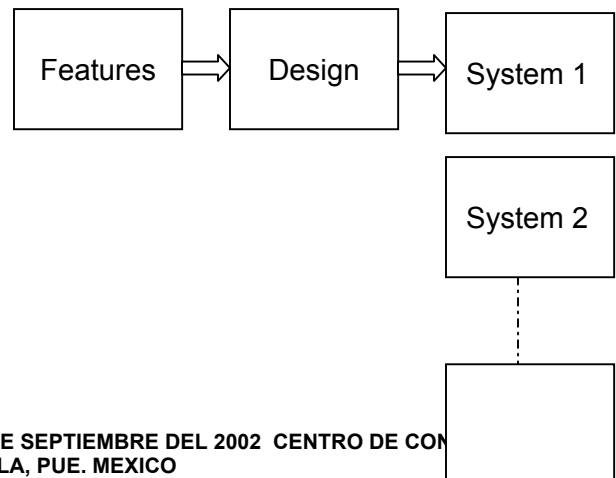 Features
Design
System 1
System 2
E SEPTIEMBRE DEL 2002 CENTRO DE CON
LA, PUE. MEXICO